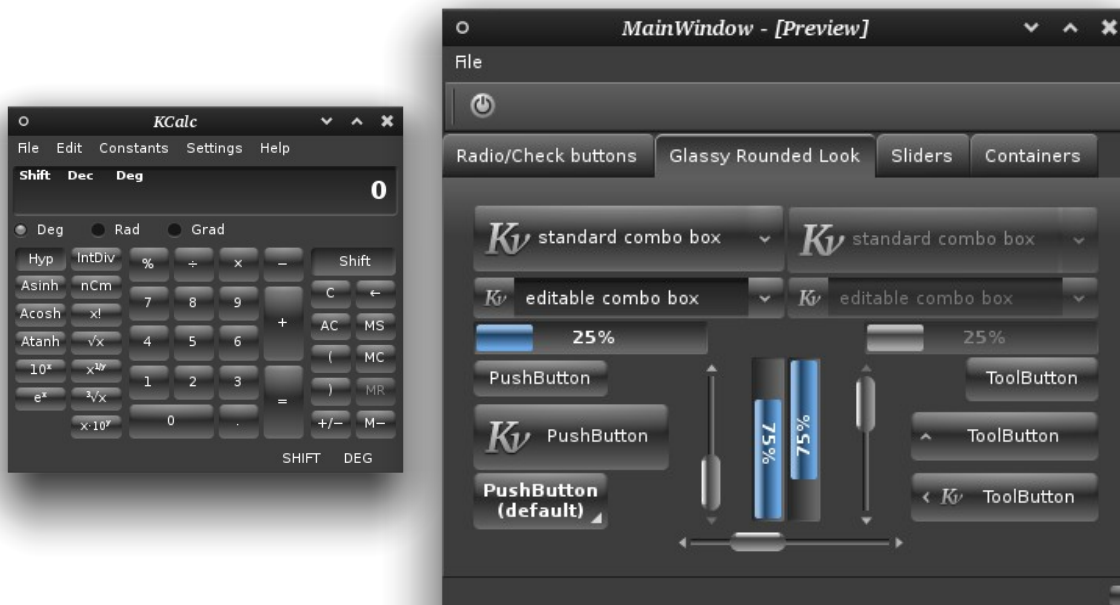 KCalc
File Edit Constants Settings Help
Shift Dec Deg
0
Deg Rad Grad
Hyp IntDiv % ÷ × − Shift
Asinh nCm 7 8 9 + C ←
Acosh x! AC MS
Atanh √x 4 5 6 ( MC
10ˣ x¹ᐟʸ 1 2 3 = ) MR
eˣ ³√x
x·10ʸ 0 . +/− M−
SHIFT DEG
MainWindow - [Preview]
File
Radio/Check buttons Glassy Rounded Look Sliders Containers
Kv standard combo box Kv standard combo box
Kv editable combo box Kv editable combo box
25% 25%
PushButton ToolButton
75% 75%
Kv PushButton ToolButton
PushButton
(default)
Kv ToolButton